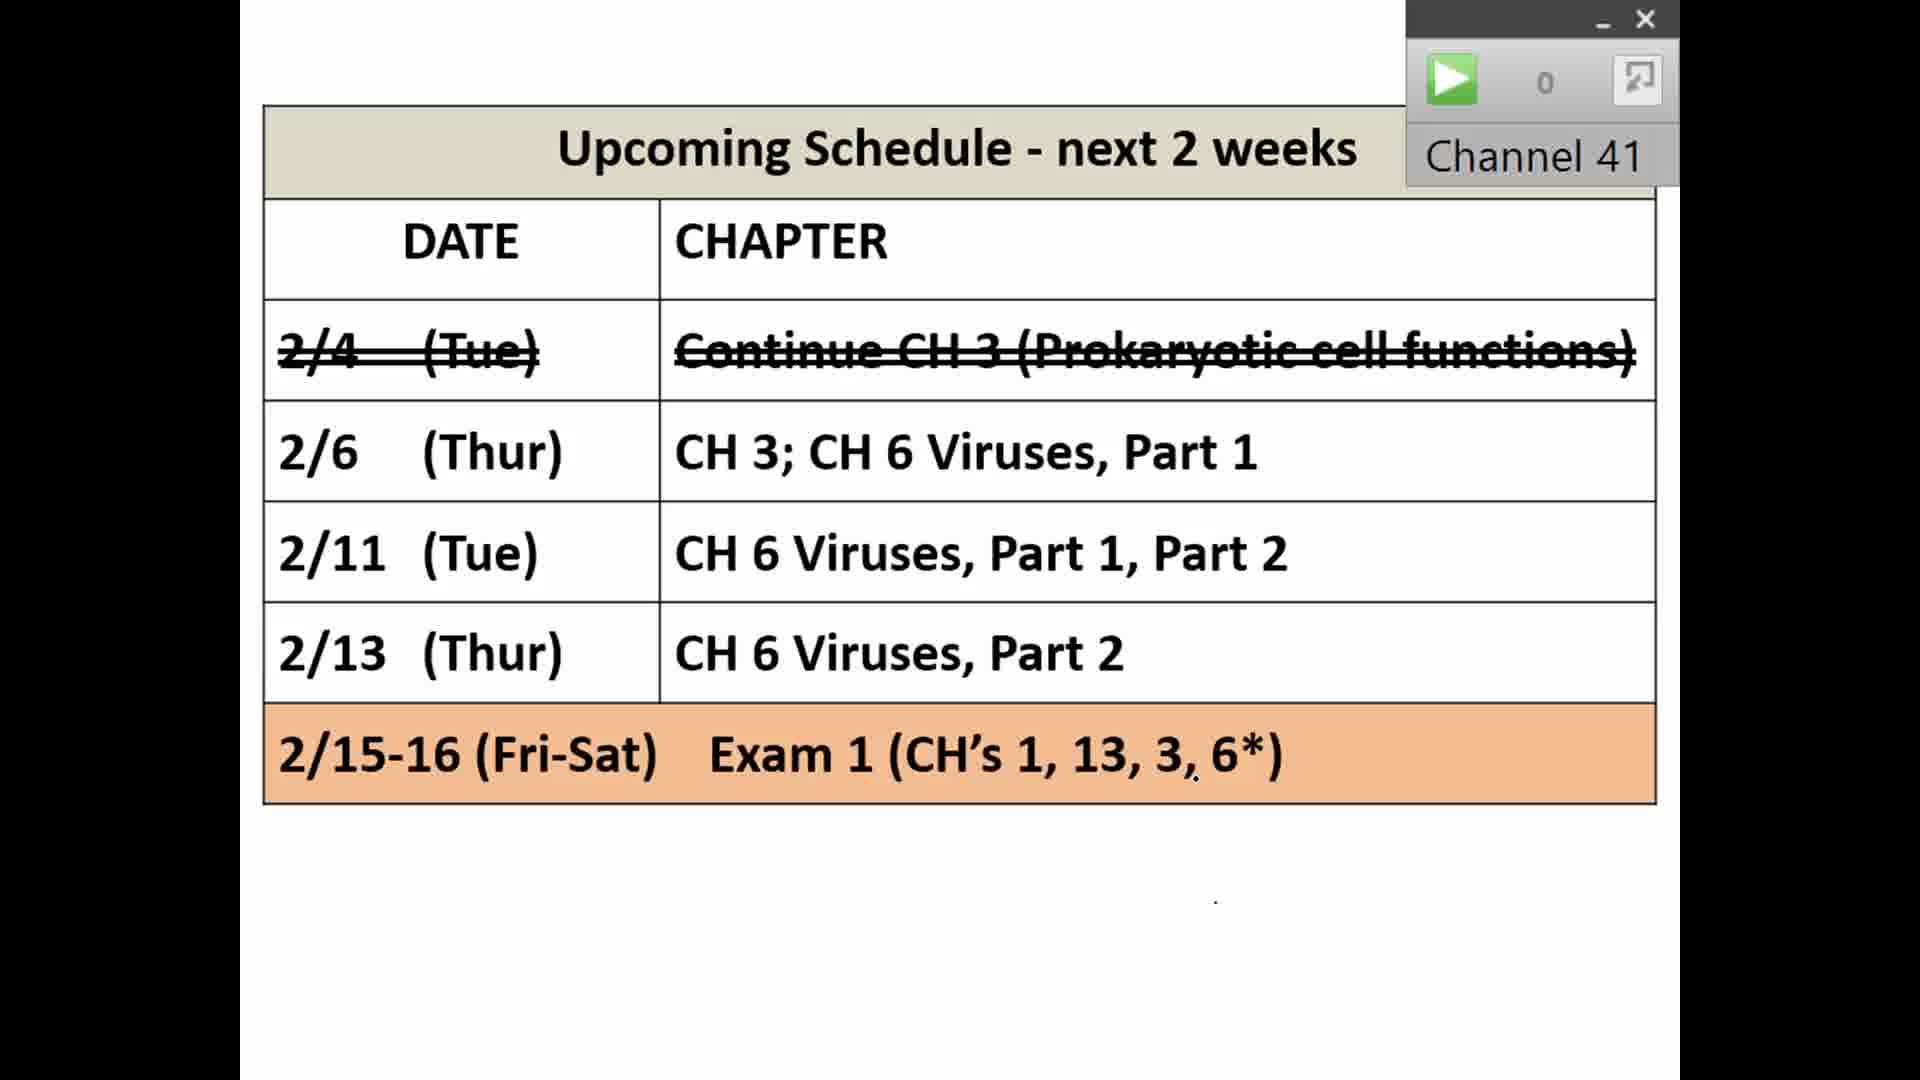 0
Channel 41
Upcoming Schedule - next 2 weeks
DATE CHAPTER
2/4 (Tue) Continue CH 3 (Prokaryotic cell functions)
2/6 (Thur) CH 3; CH 6 Viruses, Part 1
2/11 (Tue) CH 6 Viruses, Part 1, Part 2
2/13 (Thur) CH 6 Viruses, Part 2
2/15-16 (Fri-Sat) Exam 1 (CH’s 1, 13, 3, 6*)